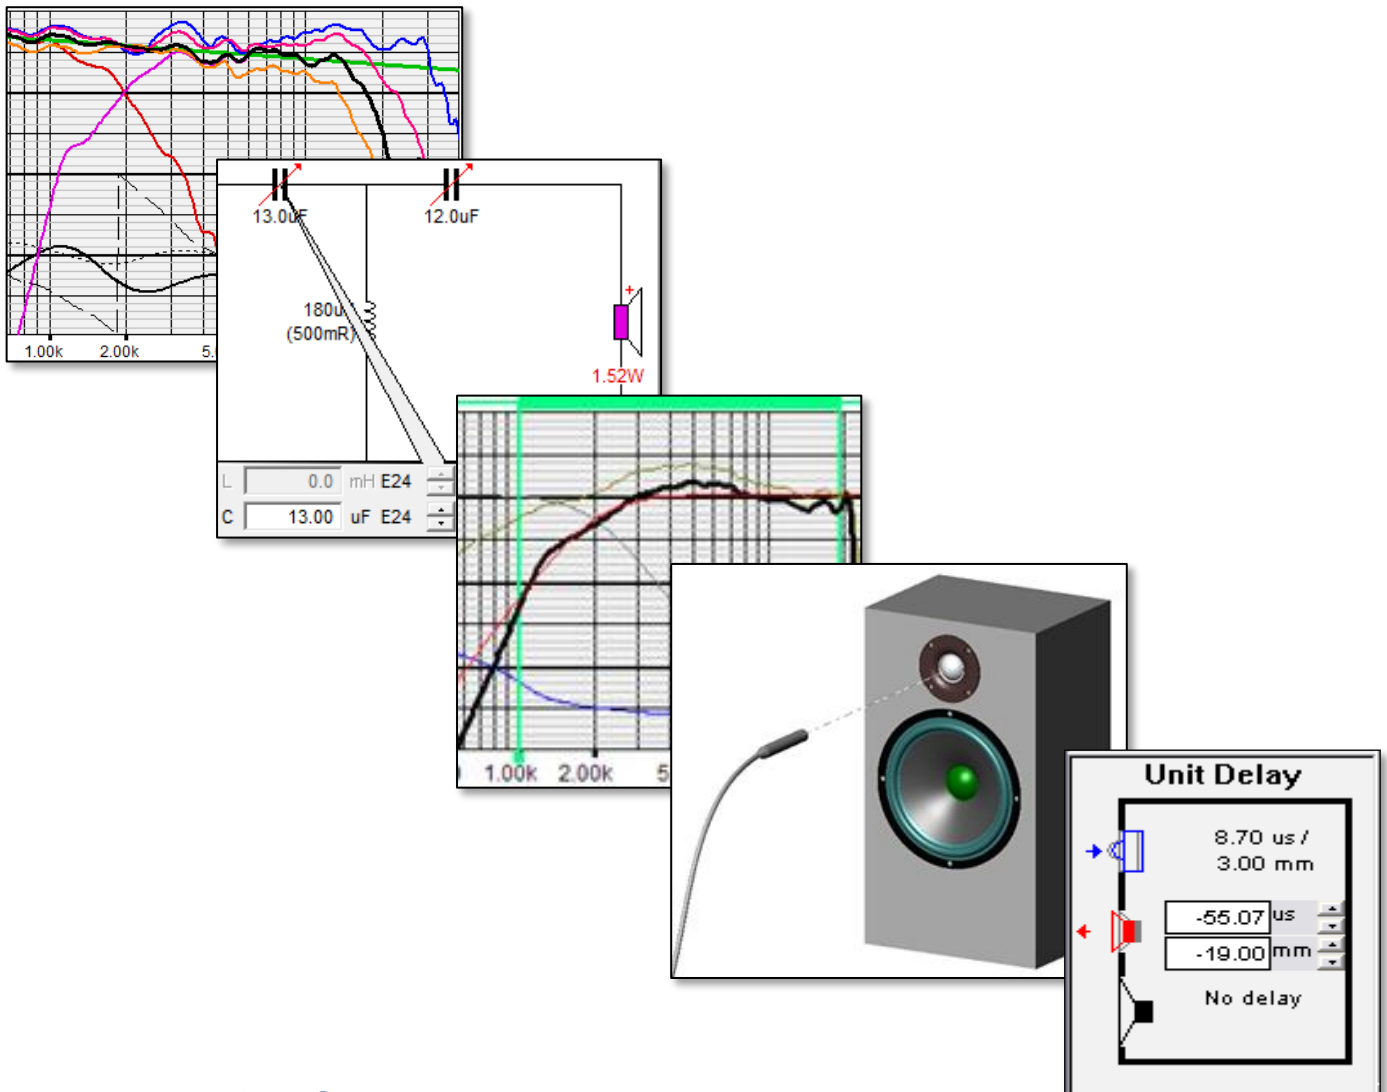 1.00k 2.00k 5.
13.0uF 12.0uF
180u
(500mR)
+
1.52W
L 0.0 mH E24
C 13.00 uF E24
1.00k 2.00k 5
Unit Delay
8.70 us /
3.00 mm
-55.07 us
-19.00 mm
No delay